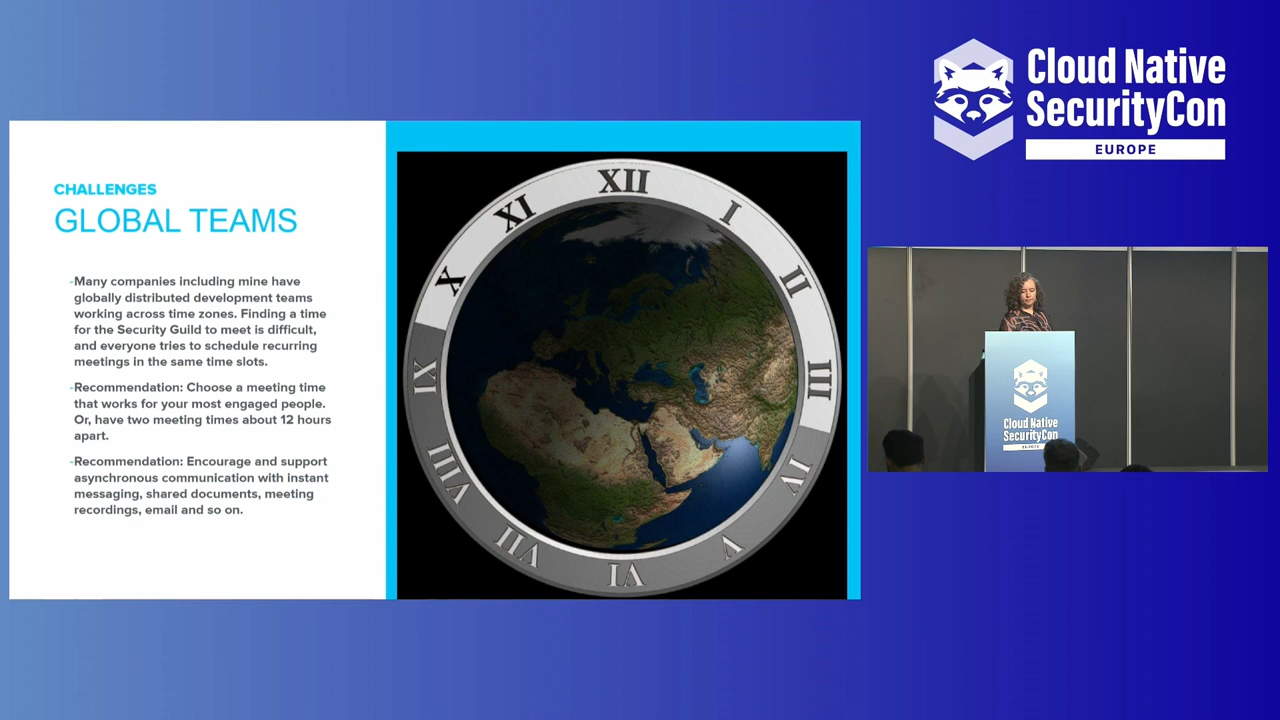 Cloud Native
SecurityCon
EUROPE
CHALLENGES
GLOBAL TEAMS
-Many companies including mine have
globally distributed development teams
working across time zones. Finding a time
for the Security Guild to meet is difficult,
and everyone tries to schedule recurring
meetings in the same time slots.
-Recommendation: Choose a meeting time
that works for your most engaged people.
Or, have two meeting times about 12 hours
apart.
-Recommendation: Encourage and support
asynchronous communication with instant
messaging, shared documents, meeting
recordings, email and so on.
XII
I
II
III
IV
V
VI
VII
VIII
XI
X
XI
Cloud Native
SecurityCon
EUROPE